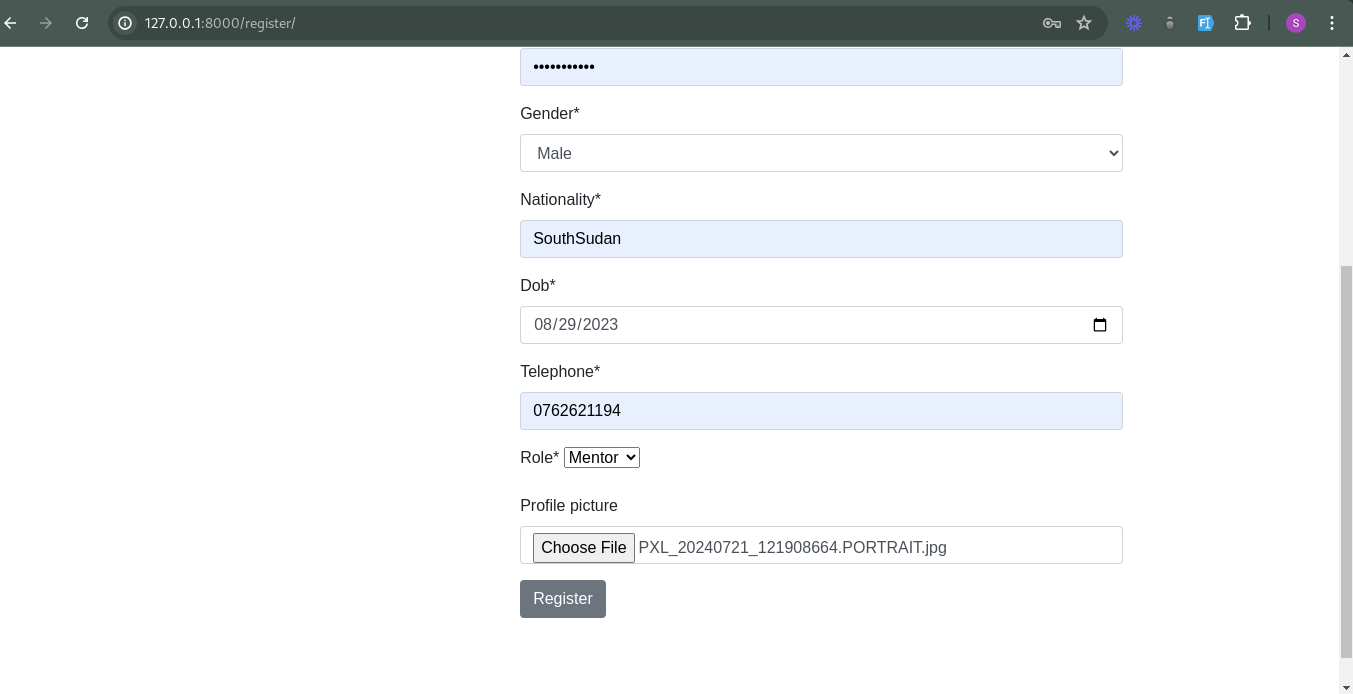 127.0.0.1:8000/register/
S
•••••••••••
Gender*
Male
Nationality*
SouthSudan
Dob*
08/29/2023
Telephone*
0762621194
Role* Mentor
Profile picture
Choose File PXL_20240721_121908664.PORTRAIT.jpg
Register